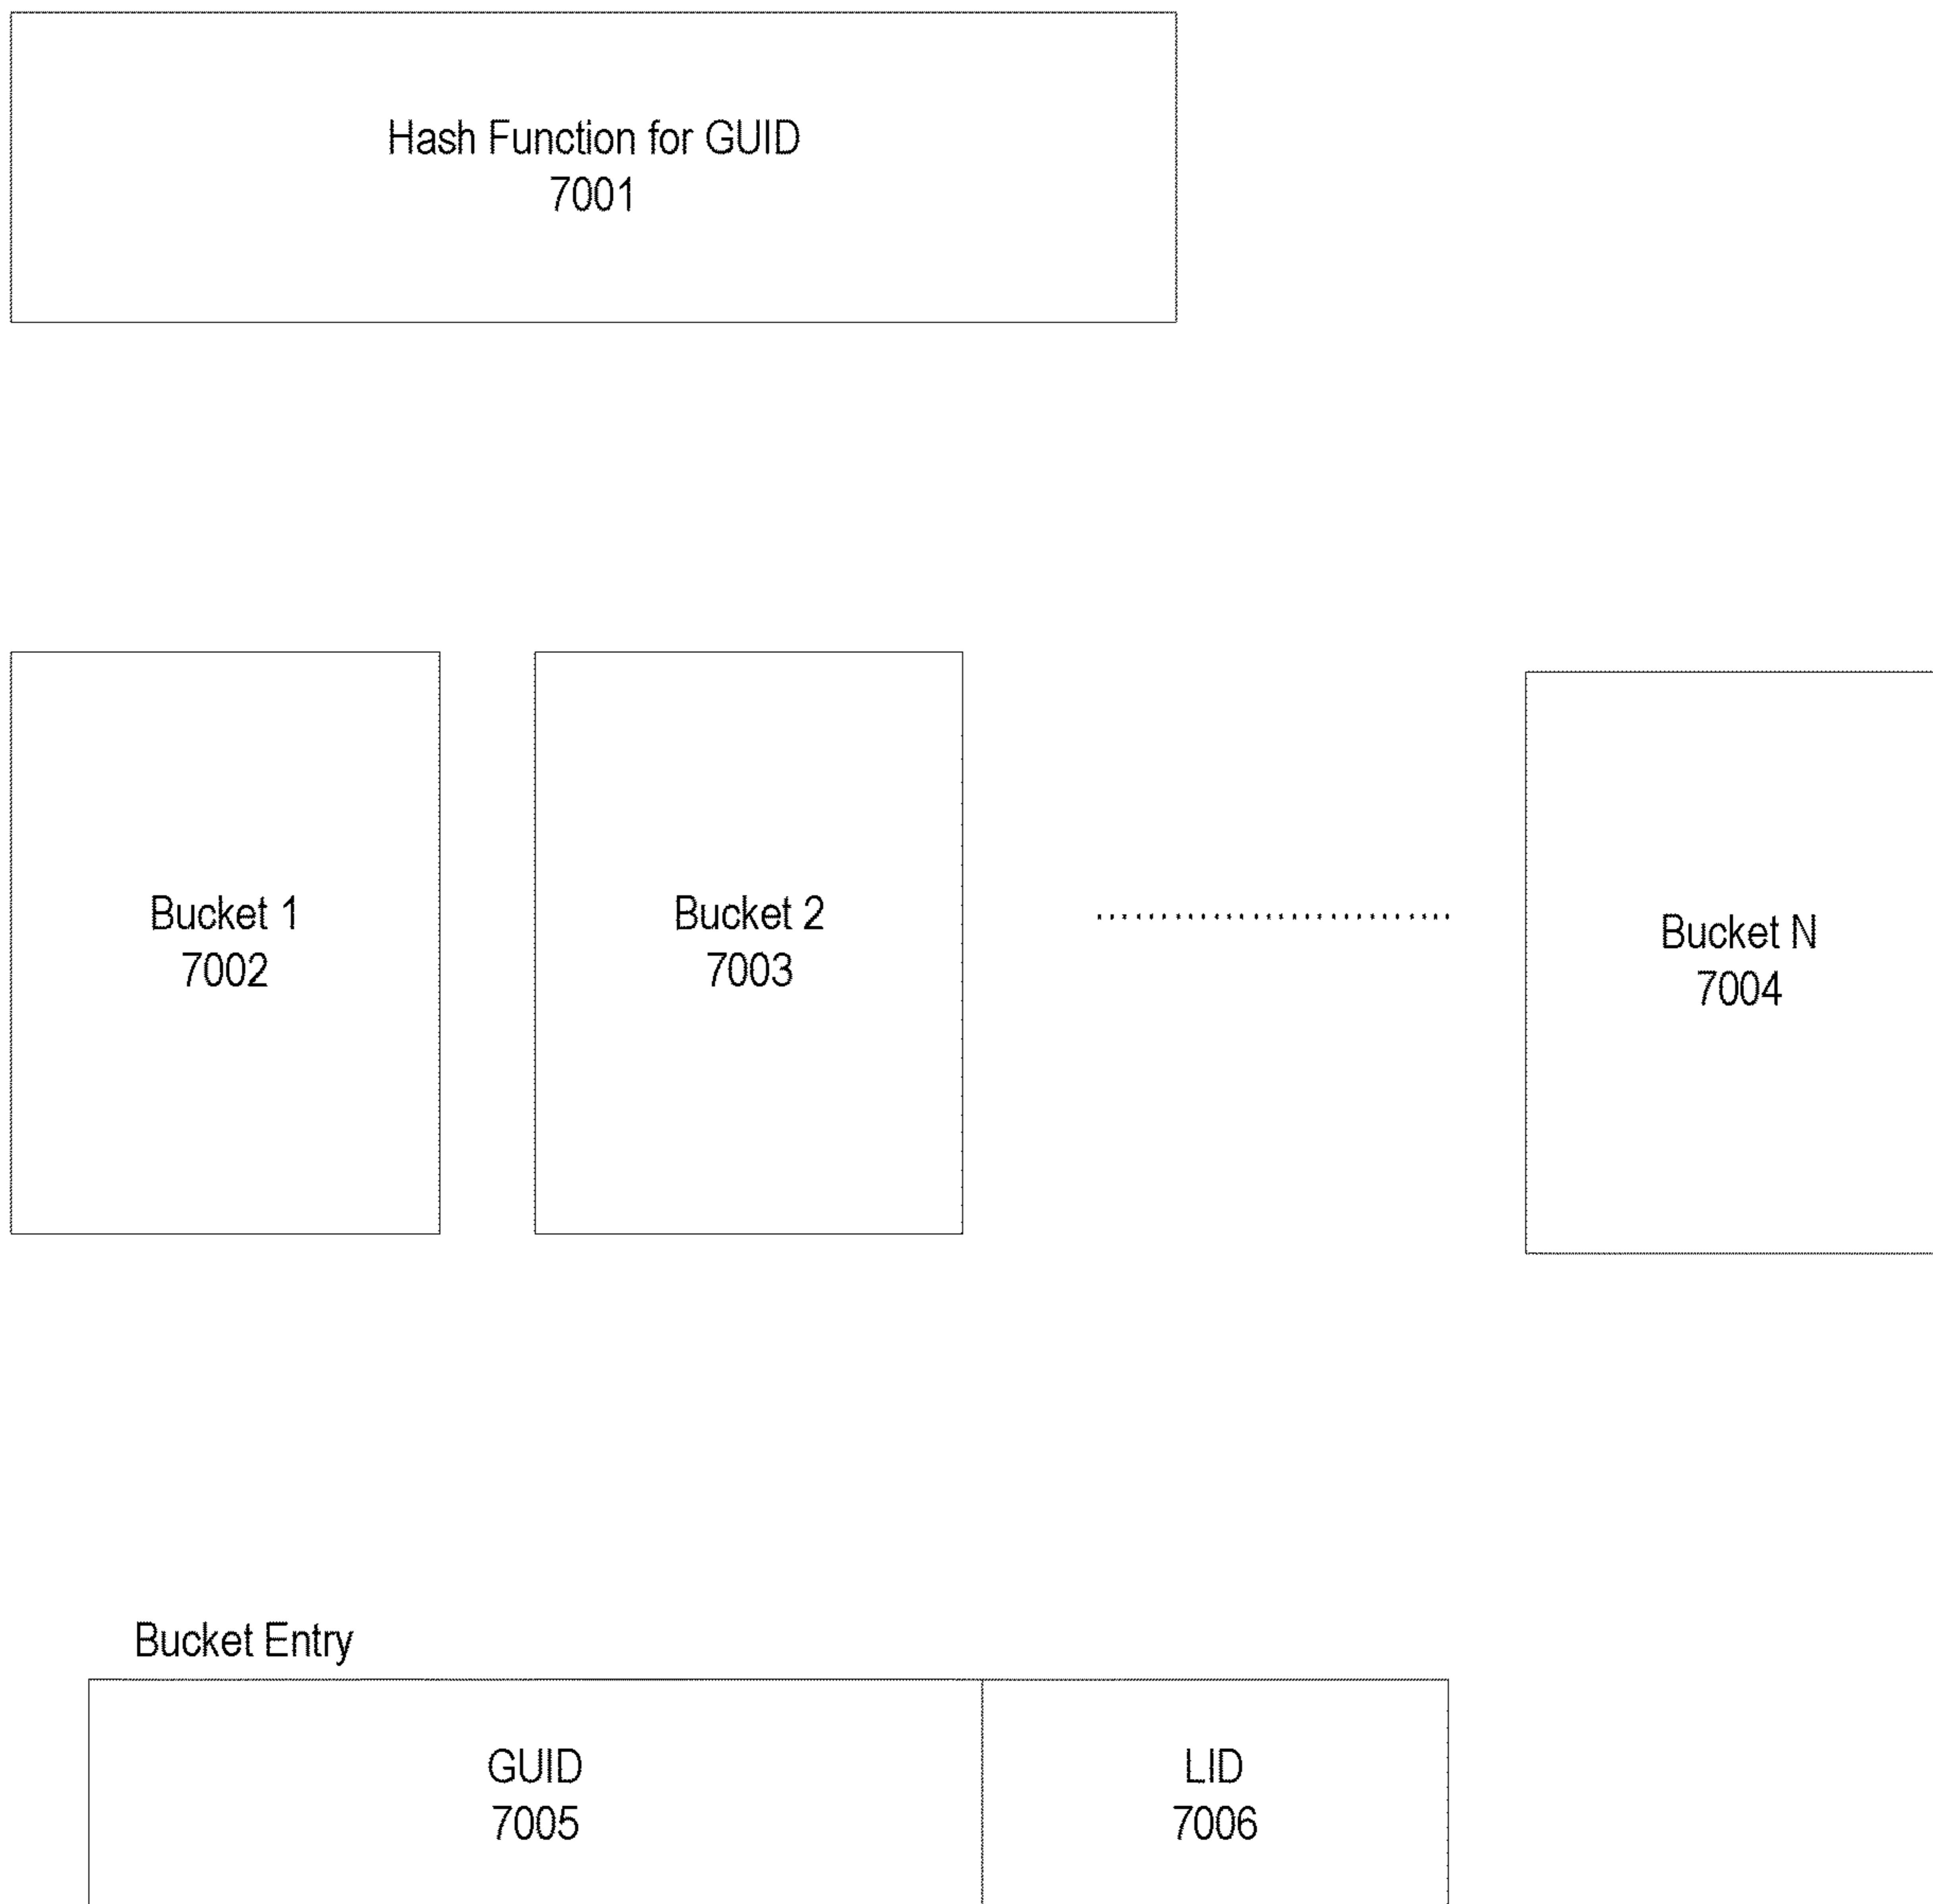 Hash Function for GUID
7001
Bucket 1
7002
Bucket 2
7003
Bucket N
7004
Bucket Entry
GUID
7005
LID
7006